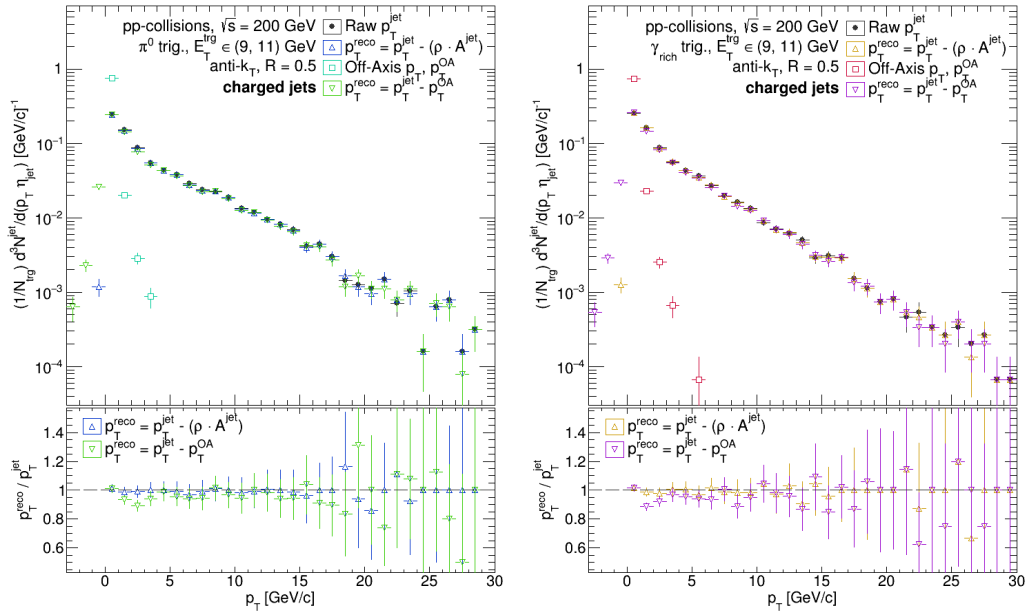 pp-collisions, √s = 200 GeV
π⁰ trig., E_T^trg ∈ (9, 11) GeV
anti-k_T, R = 0.5
charged jets
Raw p_T^jet
p_T^reco = p_T^jet - (ρ · A^jet)
Off-Axis p_T, p_T^OA
p_T^reco = p_T^jet - p_T^OA
(1/N_trg) d³N^jet/d(p_T η_jet) [GeV/c]⁻¹
1
10⁻¹
10⁻²
10⁻³
10⁻⁴
p_T^reco = p_T^jet - (ρ · A^jet)
p_T^reco = p_T^jet - p_T^OA
p_T^reco / p_T^jet
1.4
1.2
1
0.8
0.6
0 5 10 15 20 25 30
p_T [GeV/c]
pp-collisions, √s = 200 GeV
γ_rich trig., E_T^trg ∈ (9, 11) GeV
anti-k_T, R = 0.5
charged jets
Raw p_T^jet
p_T^reco = p_T^jet - (ρ · A^jet)
Off-Axis p_T, p_T^OA
p_T^reco = p_T^jet - p_T^OA
(1/N_trg) d³N^jet/d(p_T η_jet) [GeV/c]⁻¹
1
10⁻¹
10⁻²
10⁻³
10⁻⁴
p_T^reco = p_T^jet - (ρ · A^jet)
p_T^reco = p_T^jet - p_T^OA
p_T^reco / p_T^jet
1.4
1.2
1
0.8
0.6
0 5 10 15 20 25 30
p_T [GeV/c]